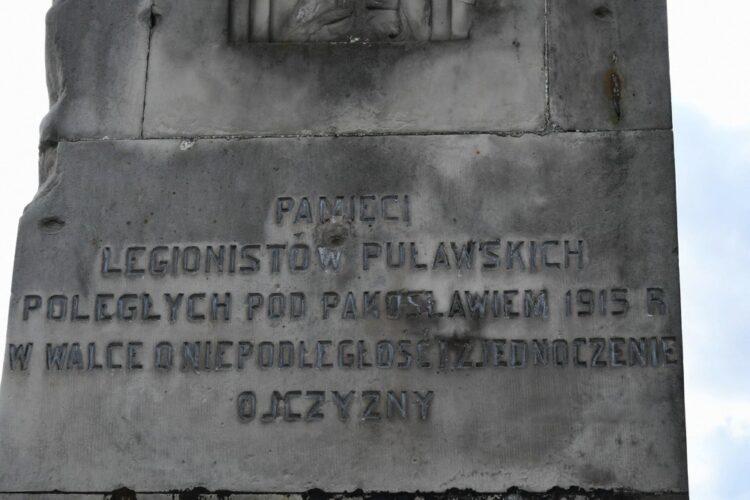 PAMIĘCI
LEGIONISTÓW PUŁAWSKICH
POLEGŁYCH POD PAKOSŁAWIEM 1915 R
W WALCE O NIEPODLEGŁOŚĆ I ZJEDNOCZENIE
OJCZYZNY